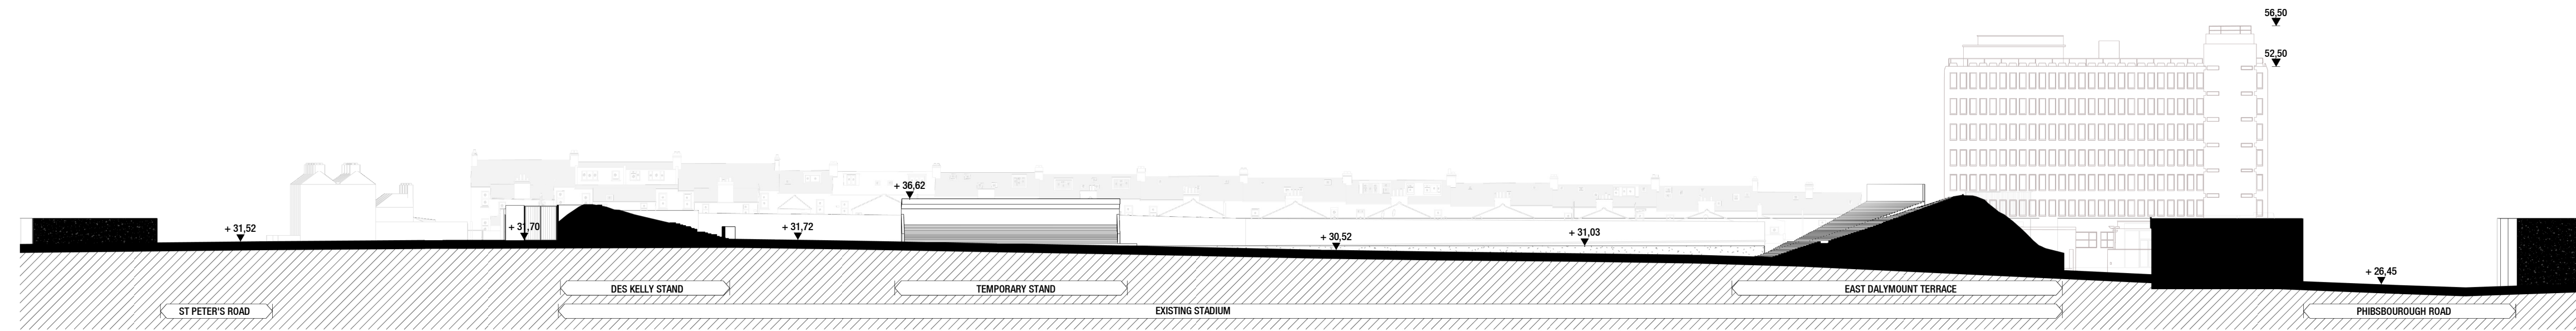 56,50
52,50
+ 36,62
+ 31,52
+ 31,70
+ 31,72
+ 30,52
+ 31,03
+ 26,45
DES KELLY STAND
TEMPORARY STAND
EAST DALYMOUNT TERRACE
ST PETER'S ROAD
EXISTING STADIUM
PHIBSBOUROUGH ROAD